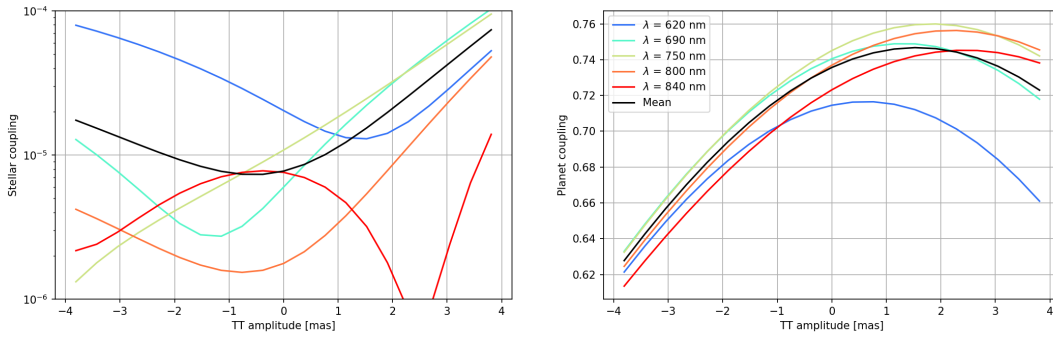 10⁻⁴
10⁻⁵
10⁻⁶
Stellar coupling
−4 −3 −2 −1 0 1 2 3 4
TT amplitude [mas]
0.76
0.74
0.72
0.70
0.68
0.66
0.64
0.62
Planet coupling
λ = 620 nm
λ = 690 nm
λ = 750 nm
λ = 800 nm
λ = 840 nm
Mean
−4 −3 −2 −1 0 1 2 3 4
TT amplitude [mas]